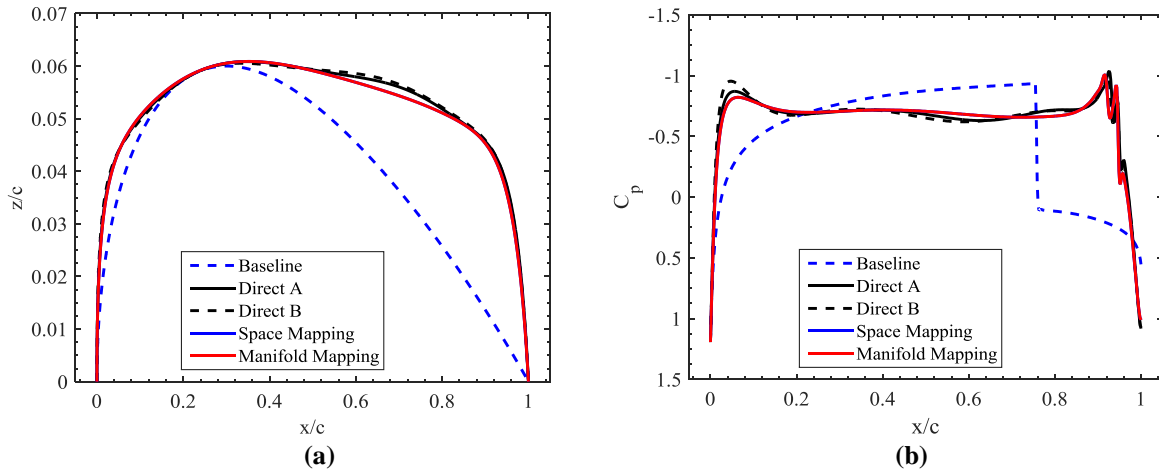 0.07
0.06
0.05
0.04
0.03
0.02
0.01
0
z/c
0 0.2 0.4 0.6 0.8 1
x/c
Baseline
Direct A
Direct B
Space Mapping
Manifold Mapping
(a)
-1.5
-1
-0.5
0
0.5
1
1.5
C_p
0 0.2 0.4 0.6 0.8 1
x/c
Baseline
Direct A
Direct B
Space Mapping
Manifold Mapping
(b)